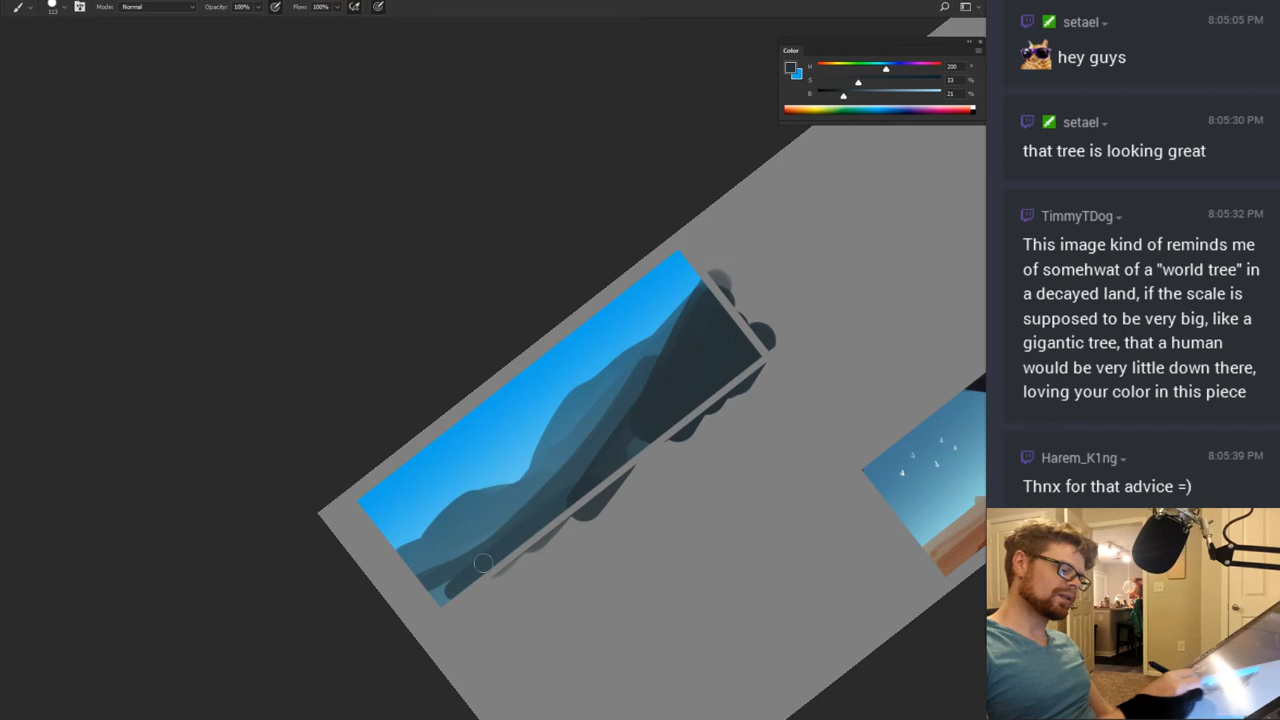 113
Mode: Normal
Opacity: 100%
Flow: 100%
Color
H 200 °
S 33 %
B 21 %
setael 8:05:05 PM
hey guys
setael 8:05:30 PM
that tree is looking great
TimmyTDog 8:05:32 PM
This image kind of reminds me
of somehwat of a "world tree" in
a decayed land, if the scale is
supposed to be very big, like a
gigantic tree, that a human
would be very little down there,
loving your color in this piece
Harem_K1ng 8:05:39 PM
Thnx for that advice =)